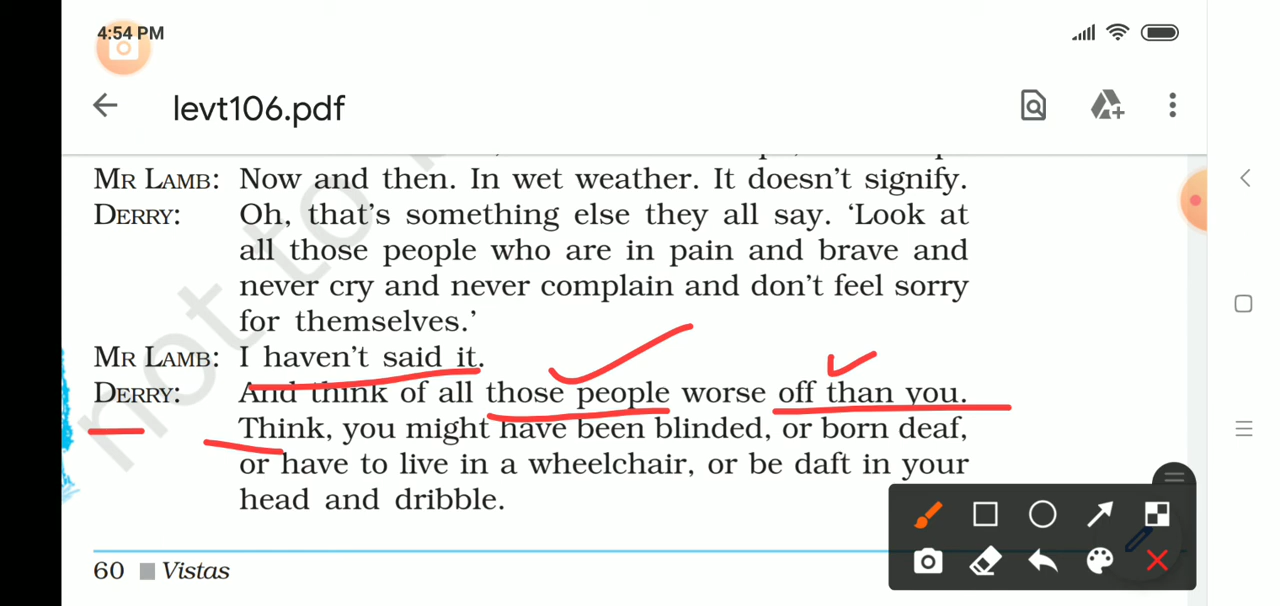 4:54 PM
levt106.pdf
MR LAMB: Now and then. In wet weather. It doesn't signify.
DERRY: Oh, that's something else they all say. 'Look at
all those people who are in pain and brave and
never cry and never complain and don't feel sorry
for themselves.'
MR LAMB: I haven't said it.
DERRY: And think of all those people worse off than you.
Think, you might have been blinded, or born deaf,
or have to live in a wheelchair, or be daft in your
head and dribble.
60 Vistas
not to